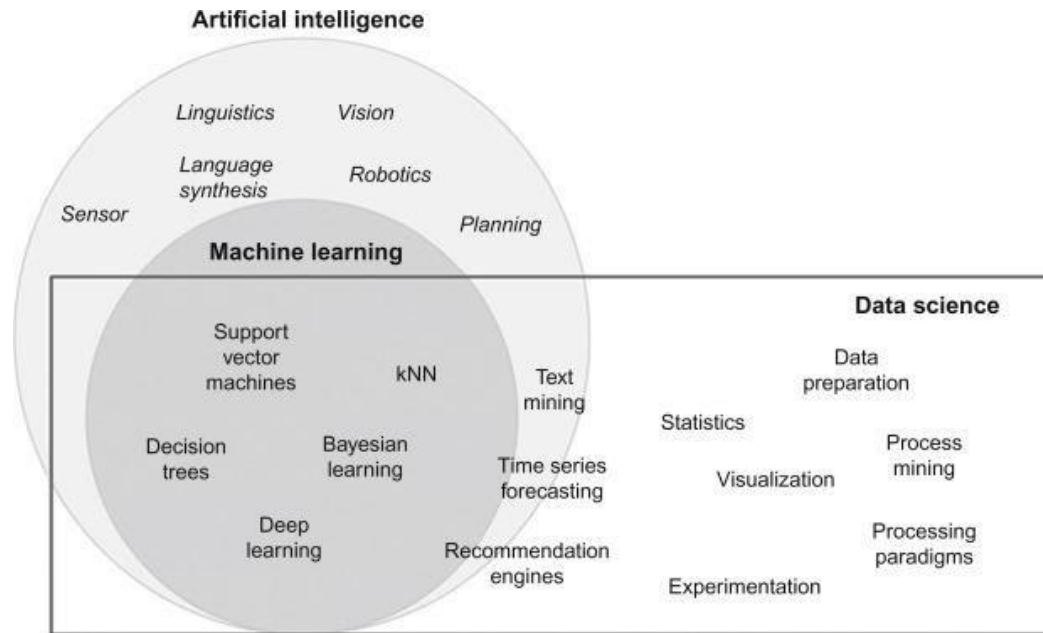 Artificial intelligence
Linguistics
Vision
Language
synthesis
Robotics
Sensor
Planning
Machine learning
Data science
Support
vector
machines
kNN
Text
mining
Data
preparation
Statistics
Decision
trees
Bayesian
learning
Time series
forecasting
Visualization
Process
mining
Deep
learning
Recommendation
engines
Experimentation
Processing
paradigms